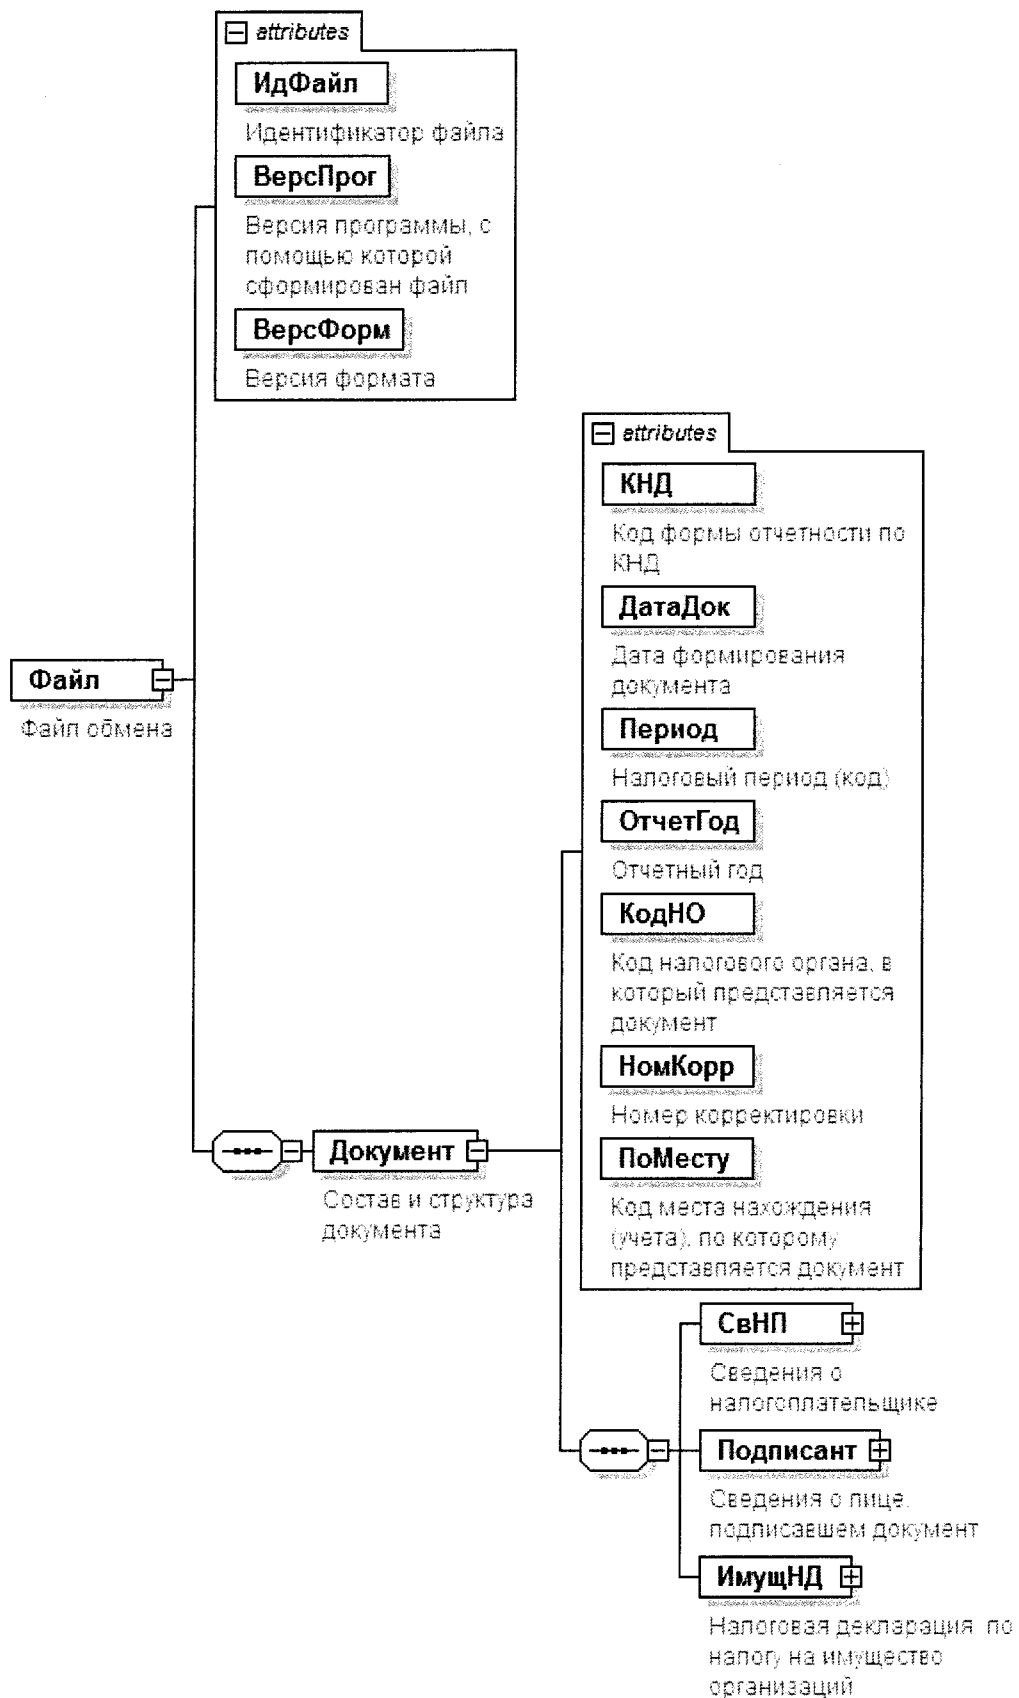 attributes
ИдФайл
Идентификатор файла
ВерсПрог
Версия программы, с
помощью которой
сформирован файл
ВерсФорм
Версия формата
attributes
КНД
Код формы отчетности по
КНД
ДатаДок
Дата формирования
документа
Период
Налоговый период (код)
ОтчетГод
Отчетный год
КодНО
Код налогового органа, в
который представляется
документ
НомКорр
Номер корректировки
ПоМесту
Код места нахождения
(учета), по которому
представляется документ
Файл
Файл обмена
Документ
Состав и структура
документа
СвНП
Сведения о
налогоплательщике
Подписант
Сведения о лице,
подписавшем документ
ИмущНД
Налоговая декларация по
налогу на имущество
организаций